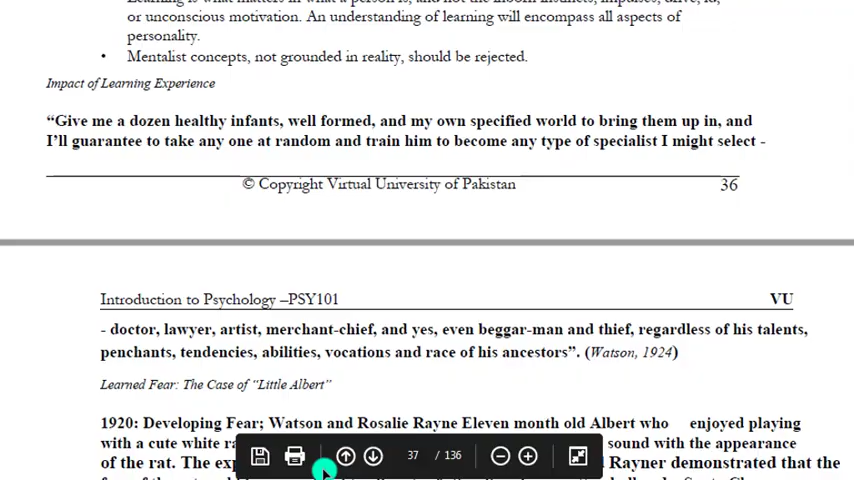 or unconscious motivation. An understanding of learning will encompass all aspects of
personality.
• Mentalist concepts, not grounded in reality, should be rejected.
Impact of Learning Experience
“Give me a dozen healthy infants, well formed, and my own specified world to bring them up in, and
I’ll guarantee to take any one at random and train him to become any type of specialist I might select -
© Copyright Virtual University of Pakistan 36
Introduction to Psychology –PSY101 VU
- doctor, lawyer, artist, merchant-chief, and yes, even beggar-man and thief, regardless of his talents,
penchants, tendencies, abilities, vocations and race of his ancestors”. (Watson, 1924)
Learned Fear: The Case of “Little Albert”
1920: Developing Fear; Watson and Rosalie Rayne Eleven month old Albert who enjoyed playing
with a cute white sound with the appearance
of the rat. The Rayner demonstrated that the
37 / 136